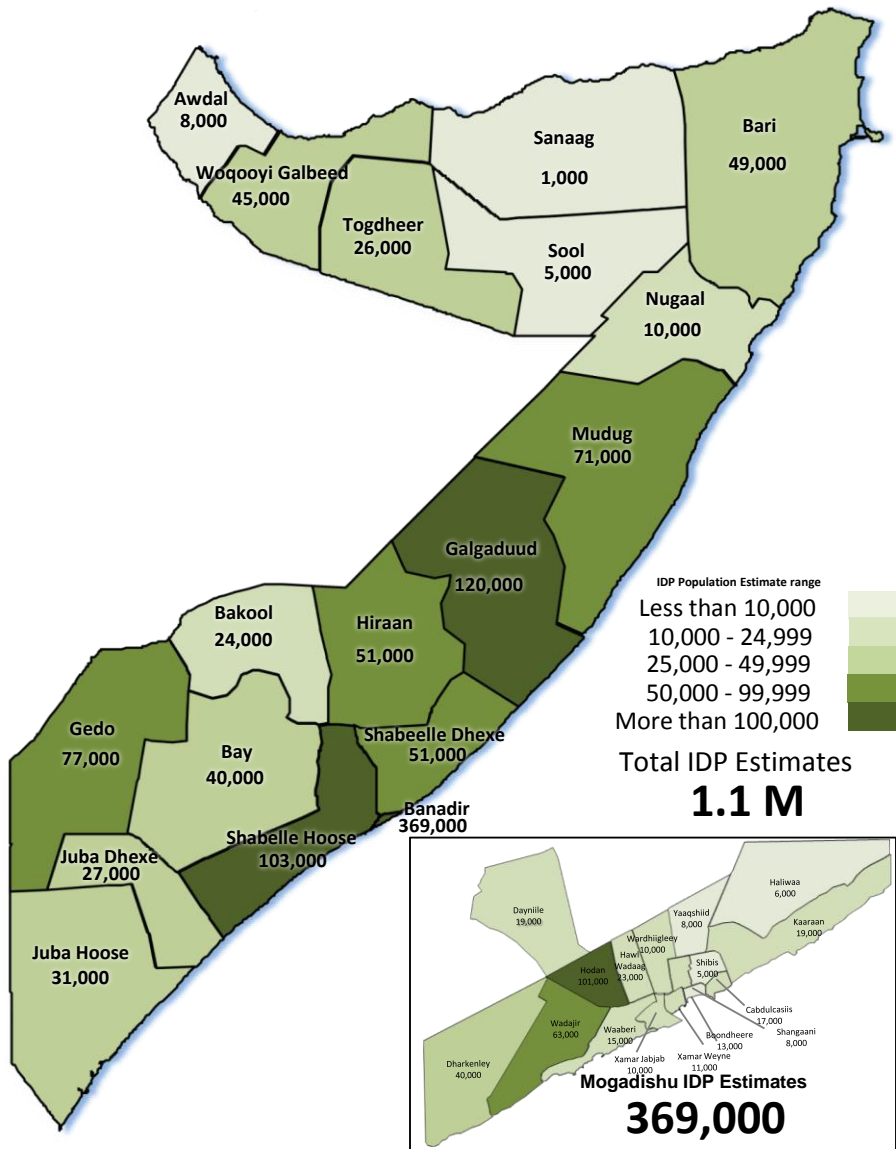 Awdal
8,000
Woqooyi Galbeed
45,000
Togdheer
26,000
Sanaag
1,000
Sool
5,000
Bari
49,000
Nugaal
10,000
Mudug
71,000
Galgaduud
120,000
Hiraan
51,000
Bakool
24,000
Gedo
77,000
Bay
40,000
Shabeelle Dhexe
51,000
Banadir
369,000
Shabelle Hoose
103,000
Juba Dhexe
27,000
Juba Hoose
31,000
IDP Population Estimate range
Less than 10,000
10,000 - 24,999
25,000 - 49,999
50,000 - 99,999
More than 100,000
Total IDP Estimates
1.1 M
Dayniile
19,000
Haliwaa
6,000
Yaaqshiid
8,000
Kaaraan
19,000
Wardhiigleey
10,000
Hawl
Wadaag
23,000
Hodan
101,000
Shibis
5,000
Cabdulcasiis
17,000
Shangaani
8,000
Boondheere
13,000
Xamar Weyne
11,000
Xamar Jabjab
10,000
Waaberi
15,000
Wadajir
63,000
Dharkenley
40,000
Mogadishu IDP Estimates
369,000